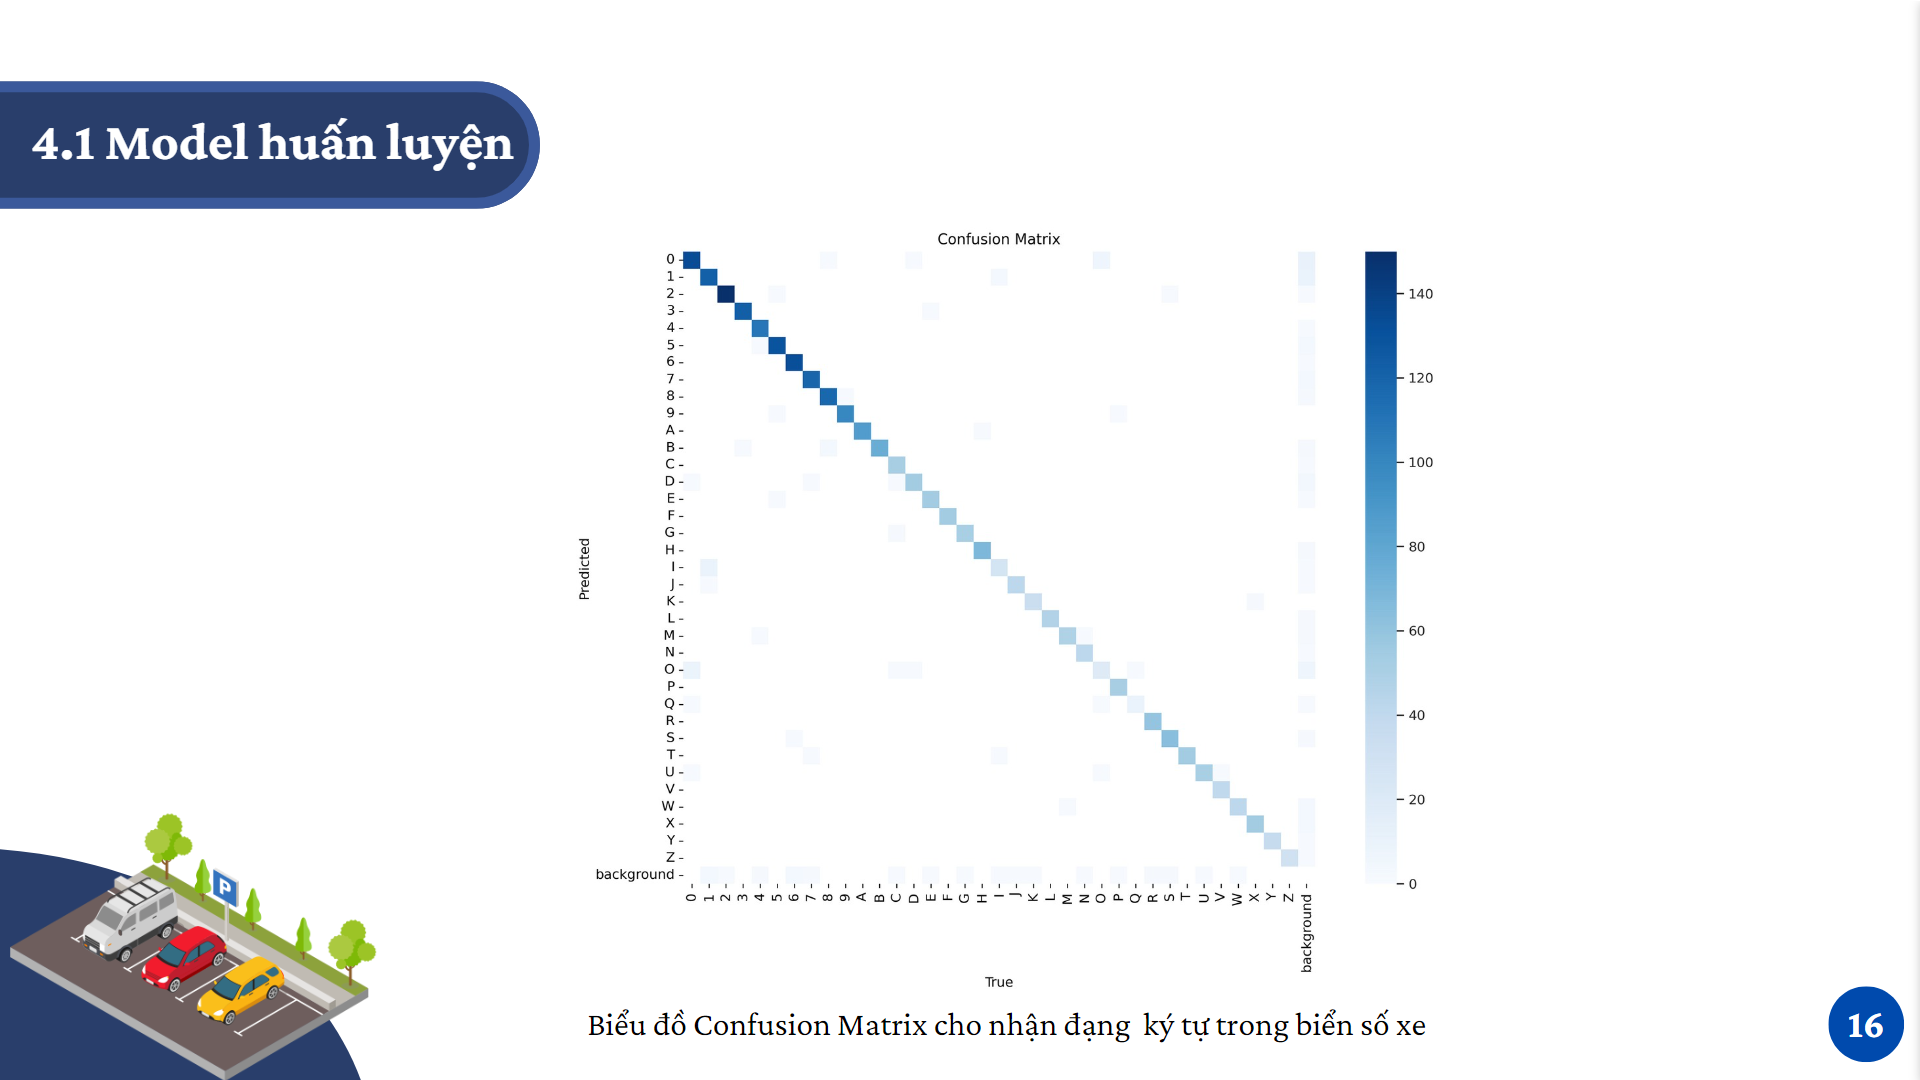 4.1 Model huấn luyện
Confusion Matrix
0
1
2
3
4
5
6
7
8
9
A
B
C
D
E
F
G
H
I
J
K
L
M
N
O
P
Q
R
S
T
U
V
W
X
Y
Z
background
Predicted
0 1 2 3 4 5 6 7 8 9 A B C D E F G H I J K L M N O P Q R S T U V W X Y Z background
True
140
120
100
80
60
40
20
0
P
Biểu đồ Confusion Matrix cho nhận đạng ký tự trong biển số xe
16